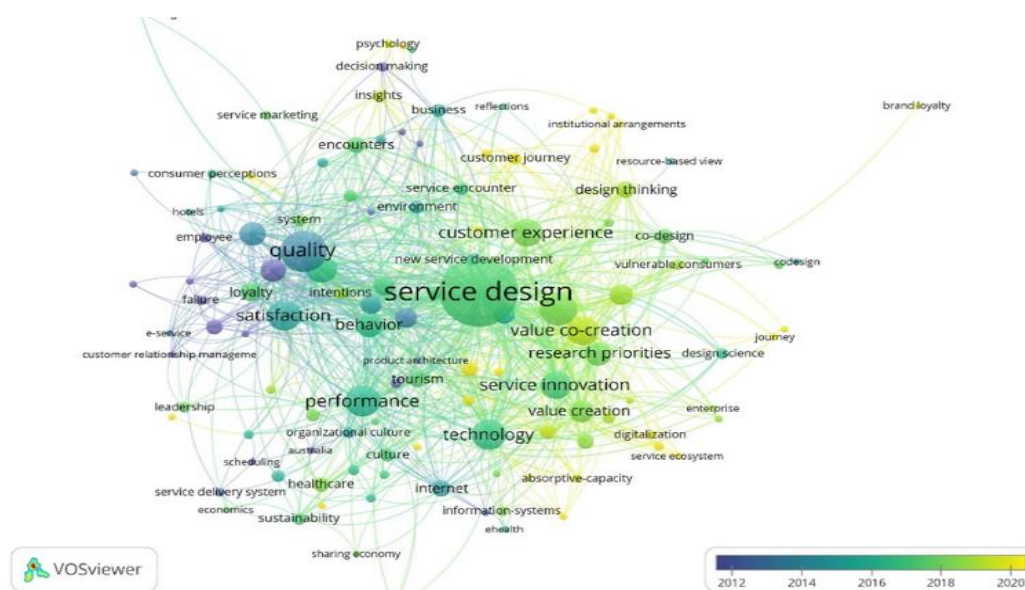 psychology
decision making
insights
business
reflections
brand loyalty
service marketing
institutional arrangements
encounters
customer journey
resource-based view
consumer perceptions
service encounter
design thinking
hotels
environment
system
employee
customer experience
co-design
quality
new service development
vulnerable consumers
codesign
loyalty
intentions
service design
failure
satisfaction
behavior
value co-creation
e-service
journey
customer relationship manageme
product architecture
research priorities
design science
tourism
service innovation
leadership
performance
value creation
enterprise
organizational culture
technology
digitalization
australia
culture
service ecosystem
scheduling
healthcare
absorptive-capacity
service delivery system
internet
economics
information-systems
sustainability
ehealth
sharing economy
VOSviewer
2012 2014 2016 2018 2020